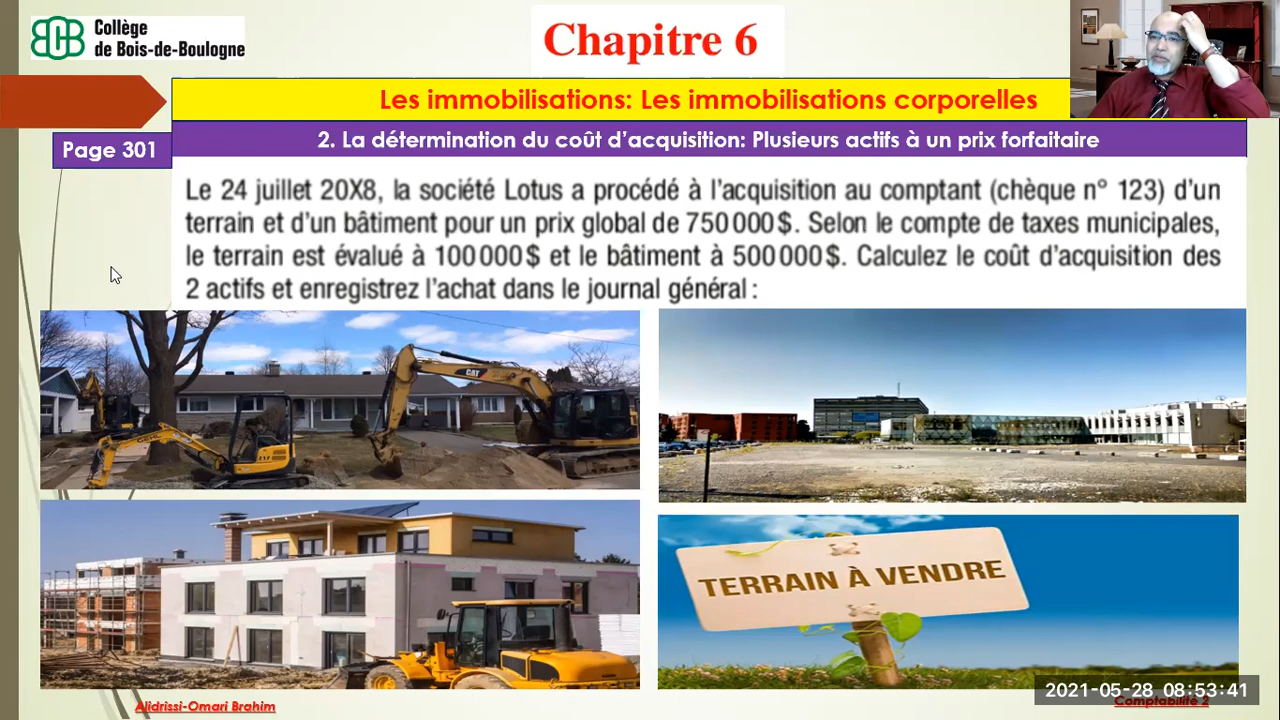 Collège
de Bois-de-Boulogne
Chapitre 6
Les immobilisations: Les immobilisations corporelles
Page 301
2. La détermination du coût d’acquisition: Plusieurs actifs à un prix forfaitaire
Le 24 juillet 20X8, la société Lotus a procédé à l’acquisition au comptant (chèque n° 123) d’un
terrain et d’un bâtiment pour un prix global de 750 000 $. Selon le compte de taxes municipales,
le terrain est évalué à 100 000 $ et le bâtiment à 500 000 $. Calculez le coût d’acquisition des
2 actifs et enregistrez l’achat dans le journal général :
CAT
TERRAIN À VENDRE
Alidrissi-Omari Brahim
2021-05-28 08:53:41
Comptabilité 2